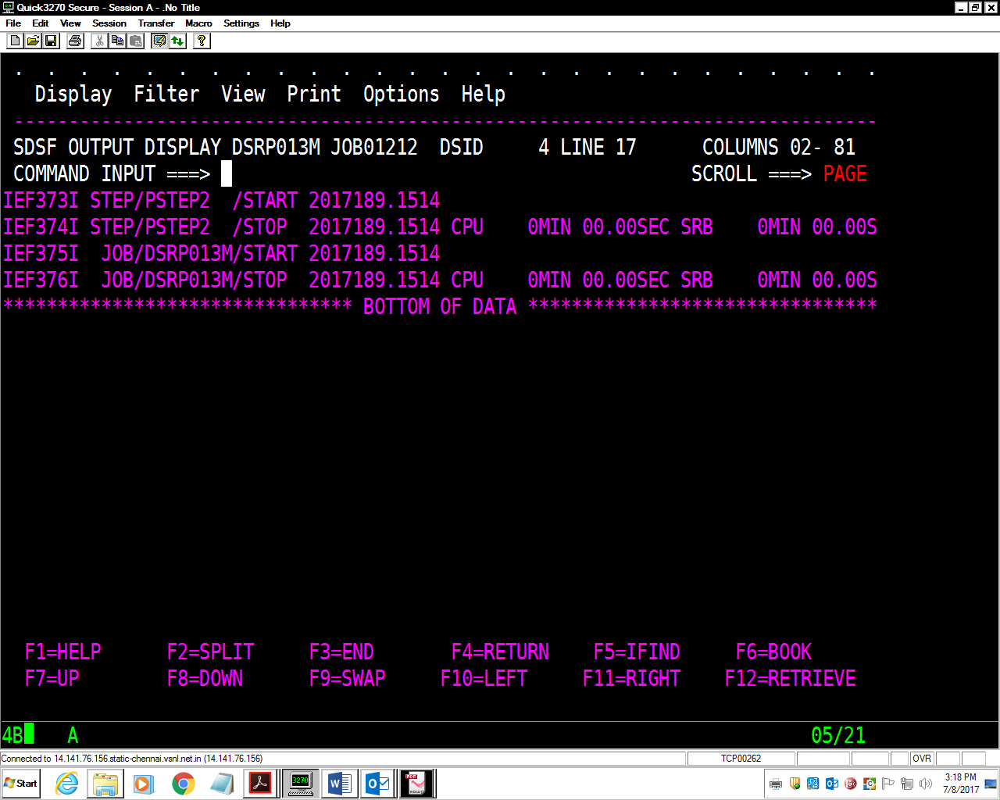 Quick3270 Secure - Session A - .No Title
File Edit View Session Transfer Macro Settings Help
. . . . . . . . . . . . . . . . . . . . . . . . . . .
Display Filter View Print Options Help
-------------------------------------------------------------------------------
SDSF OUTPUT DISPLAY DSRP013M JOB01212  DSID     4 LINE 17      COLUMNS 02- 81
COMMAND INPUT ===>                                            SCROLL ===> PAGE
IEF373I STEP/PSTEP2  /START 2017189.1514
IEF374I STEP/PSTEP2  /STOP  2017189.1514 CPU    0MIN 00.00SEC SRB    0MIN 00.00S
IEF375I  JOB/DSRP013M/START 2017189.1514
IEF376I  JOB/DSRP013M/STOP  2017189.1514 CPU    0MIN 00.00SEC SRB    0MIN 00.00S
******************************** BOTTOM OF DATA ********************************
F1=HELP      F2=SPLIT     F3=END       F4=RETURN    F5=IFIND     F6=BOOK
F7=UP        F8=DOWN      F9=SWAP     F10=LEFT     F11=RIGHT    F12=RETRIEVE
4B    A    05/21
Connected to 14.141.76.156.static-chennai.vsnl.net.in (14.141.76.156) TCP00262 OVR
Start 3270 PDF 3:18 PM
7/8/2017